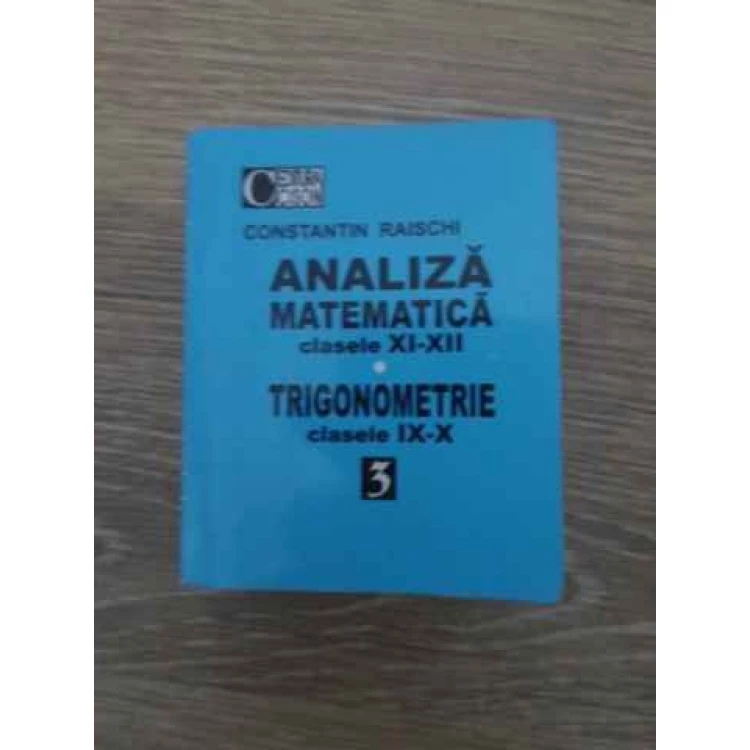 CONSTANTIN RAISCHI
ANALIZĂ
MATEMATICĂ
clasele XI-XII
TRIGONOMETRIE
clasele IX-X
3